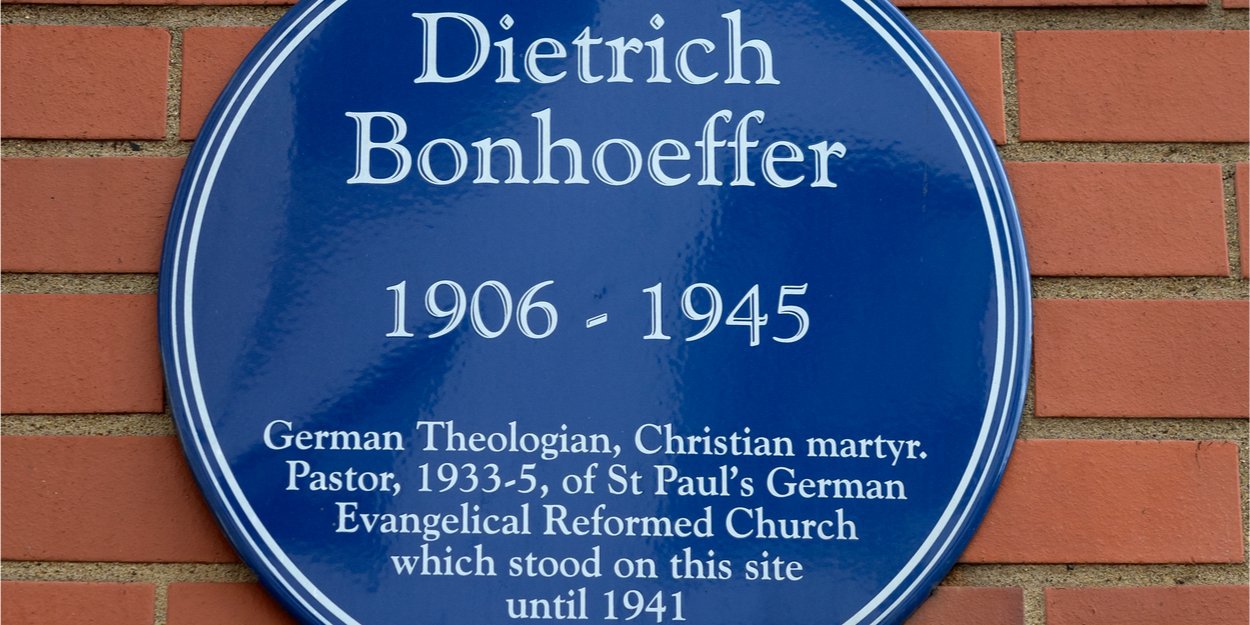 Dietrich
Bonhoeffer
1906 - 1945
German Theologian, Christian martyr.
Pastor, 1933-5, of St Paul's German
Evangelical Reformed Church
which stood on this site
until 1941